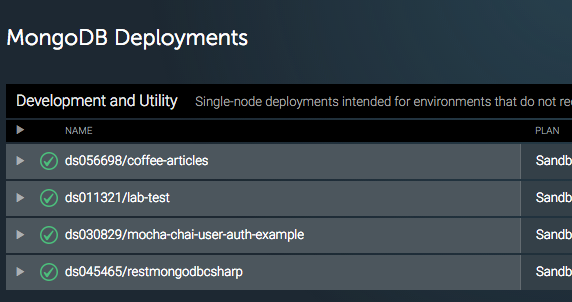 MongoDB Deployments
Development and Utility Single-node deployments intended for environments that do not re
NAME PLAN
ds056698/coffee-articles Sandb
ds011321/lab-test Sandb
ds030829/mocha-chai-user-auth-example Sandb
ds045465/restmongodbcsharp Sandb